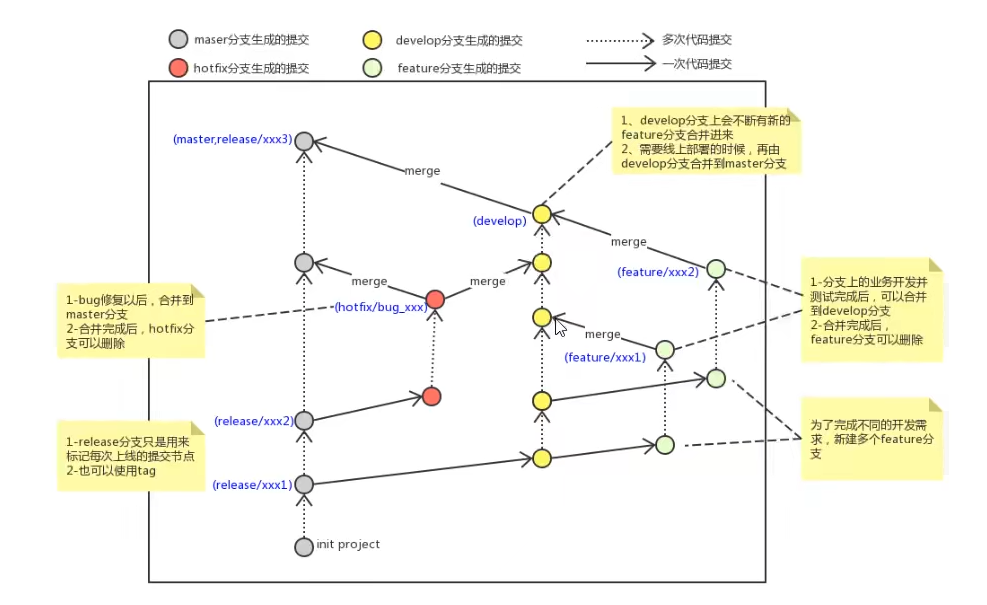 maser分支生成的提交
develop分支生成的提交
多次代码提交
hotfix分支生成的提交
feature分支生成的提交
一次代码提交
1、develop分支上会不断有新的
feature分支合并进来
2、需要线上部署的时候，再由
develop分支合并到master分支
(master,release/xxx3)
merge
(develop)
merge
(feature/xxx2)
1-分支上的业务开发并
测试完成后，可以合并
到develop分支
2-合并完成后，
feature分支可以删除
merge
merge
1-bug修复以后，合并到
master分支
2-合并完成后，hotfix分
支可以删除
(hotfix/bug_xxx)
merge
(feature/xxx1)
为了完成不同的开发需
求，新建多个feature分
支
(release/xxx2)
1-release分支只是用来
标记每次上线的提交节点
2-也可以使用tag
(release/xxx1)
init project